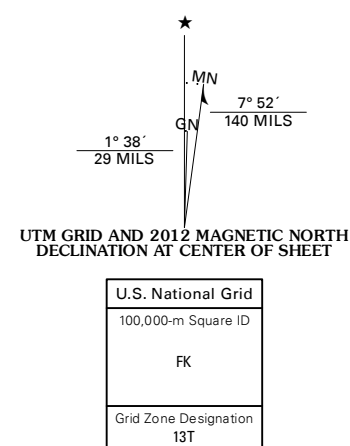 ★
MN
7° 52´
140 MILS
GN
1° 38´
29 MILS
UTM GRID AND 2012 MAGNETIC NORTH
DECLINATION AT CENTER OF SHEET
U.S. National Grid
100,000-m Square ID
FK
Grid Zone Designation
13T